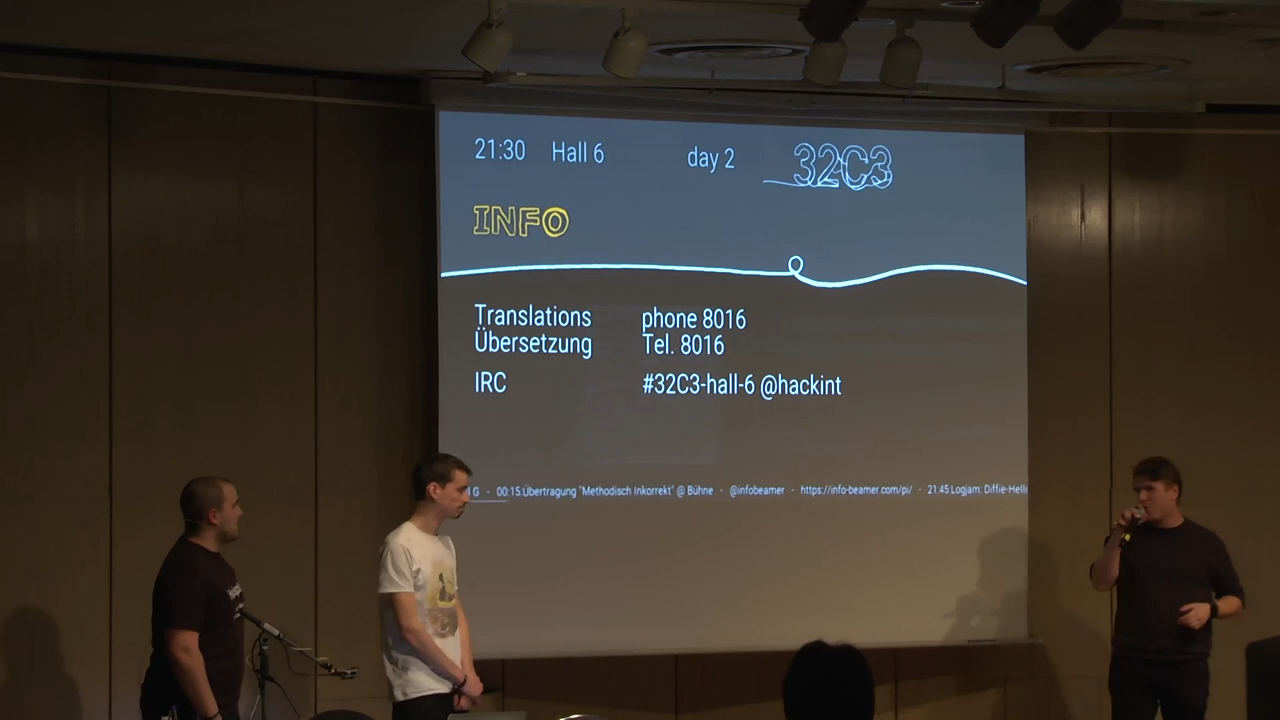 21:30 Hall 6 day 2 32C3
INFO
Translations phone 8016
Übersetzung Tel. 8016
IRC #32C3-hall-6 @hackint
G - 00:15:Übertragung "Methodisch Inkorrekt" @ Bühne - @infobeamer - https://info-beamer.com/pi/ - 21:45:Logjam: Diffie-Hell